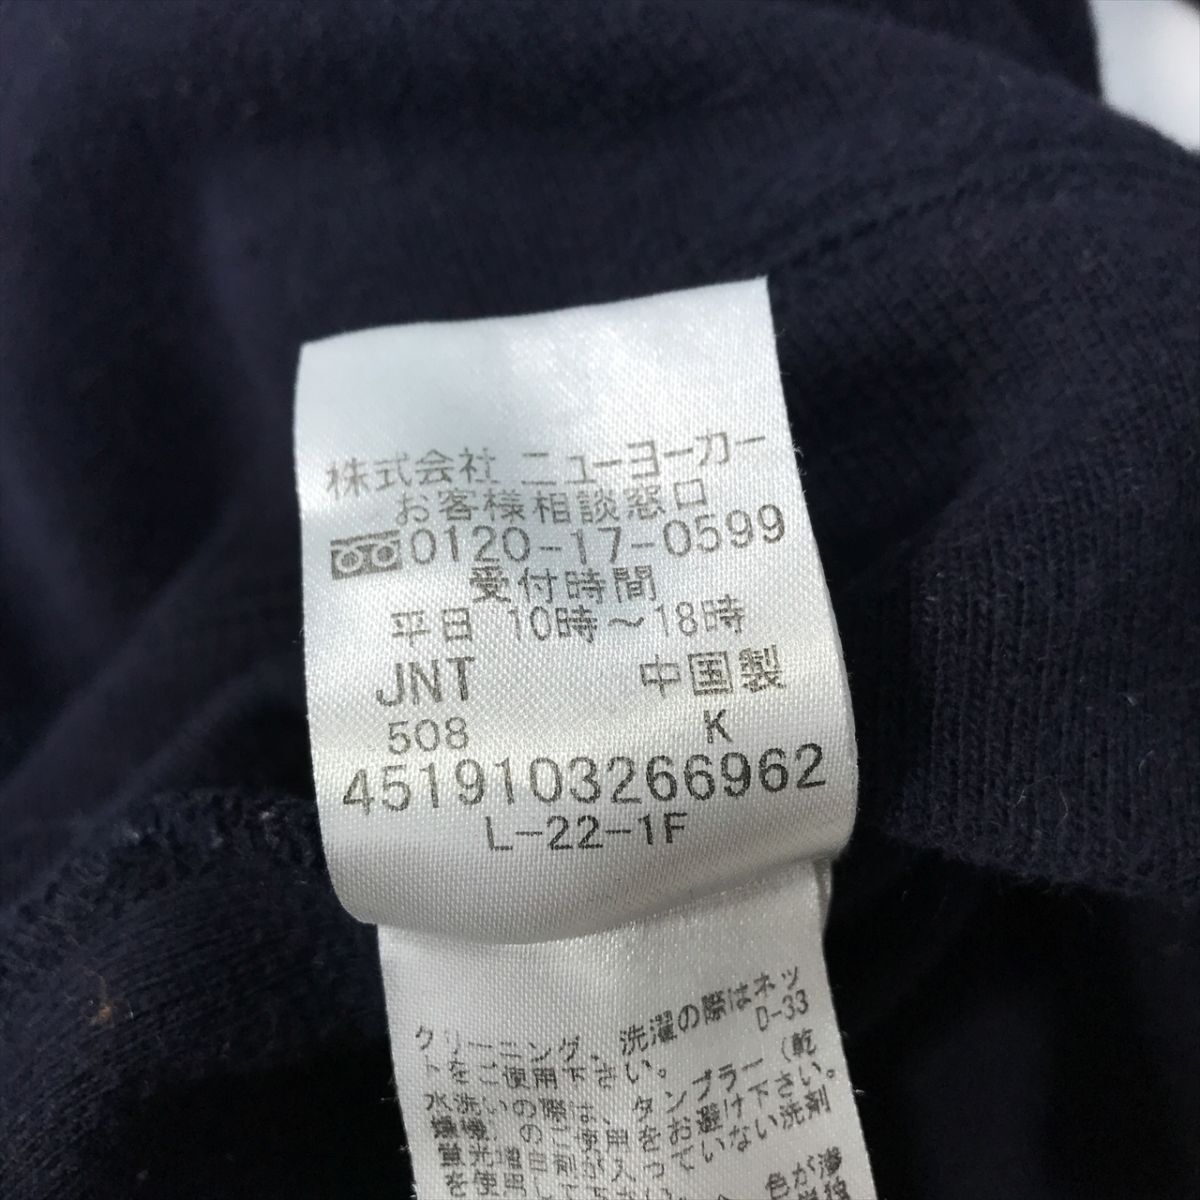 株式会社 ニューヨーカー
お客様相談窓口
0120-17-0599
受付時間
平日 10時～18時
JNT 中国製
508 K
4519103266962
L-22-1F
D-33
クリーニング、洗濯の際はネッ
トをご使用下さい。
水洗いの際は、タンブラー(乾
燥機)のご使用をお避け下さい。
蛍光増白剤が入っていない洗剤
を使用して
色が滲